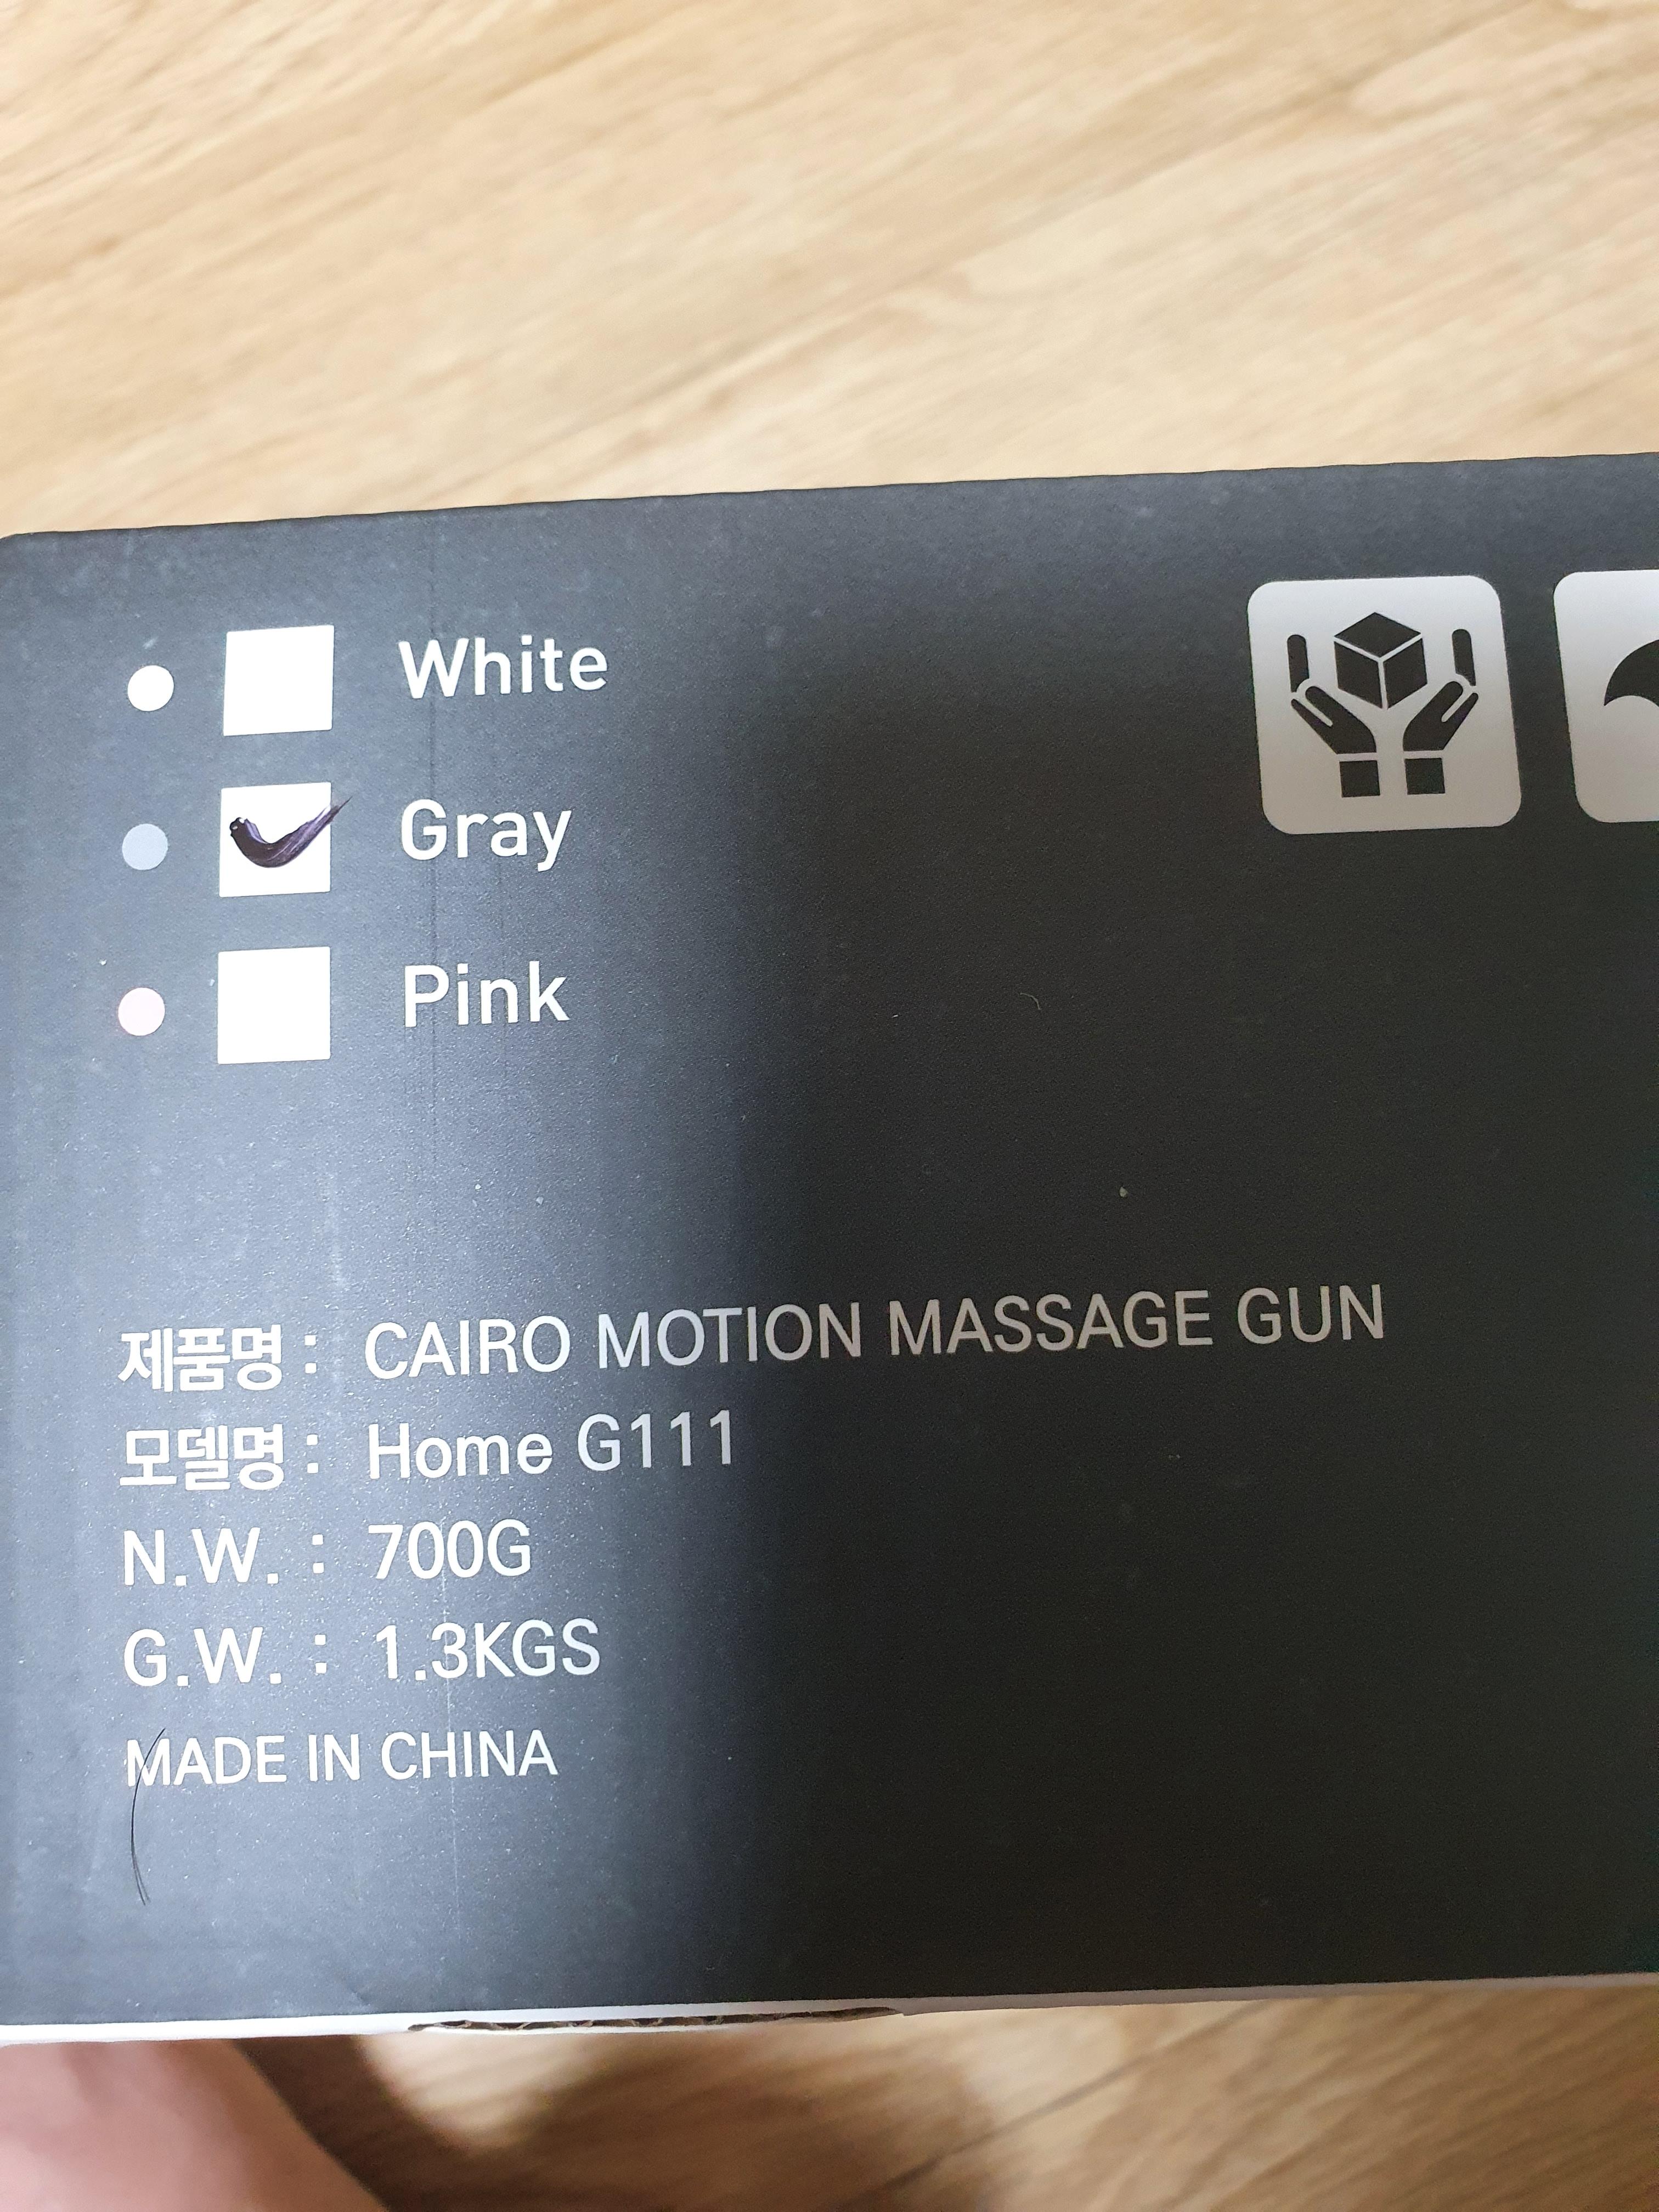 White
Gray
Pink
제품명 : CAIRO MOTION MASSAGE GUN
모델명 : Home G111
N.W. : 700G
G.W. : 1.3KGS
MADE IN CHINA